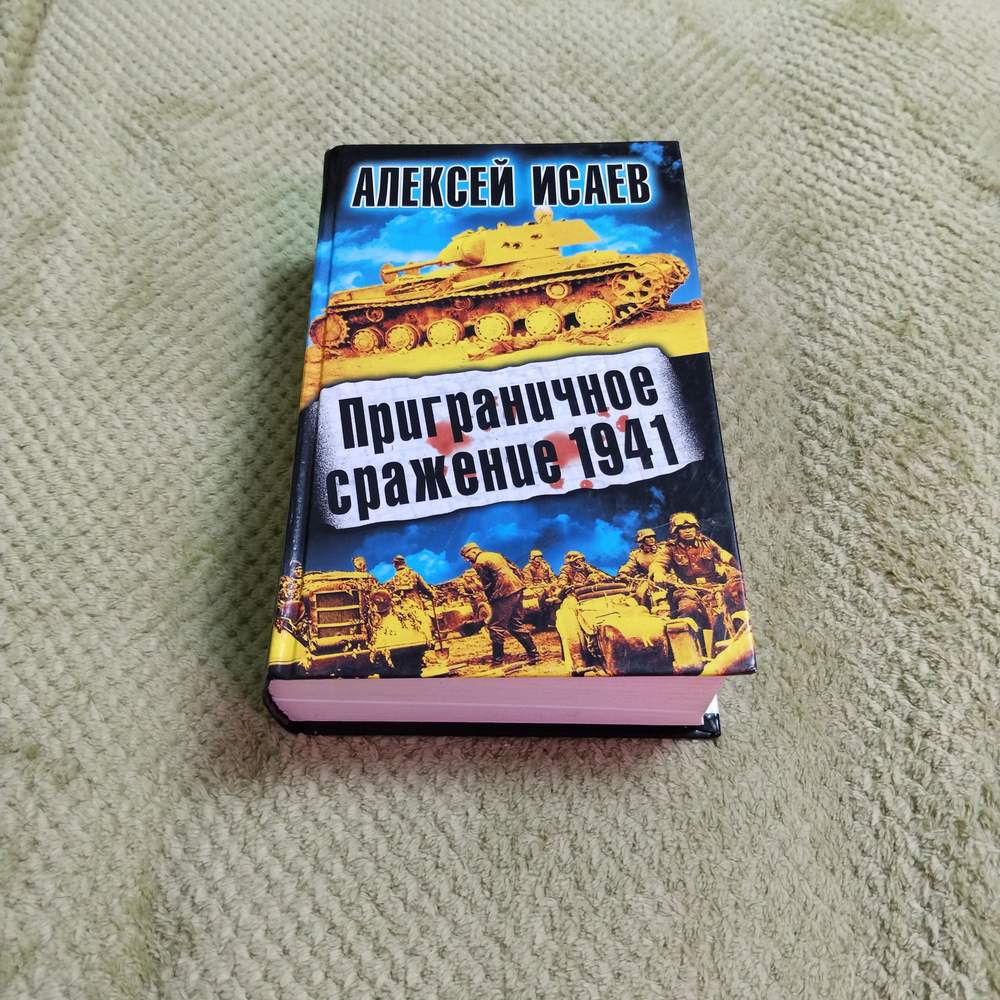 АЛЕКСЕЙ ИСАЕВ
Приграничное
сражение 1941